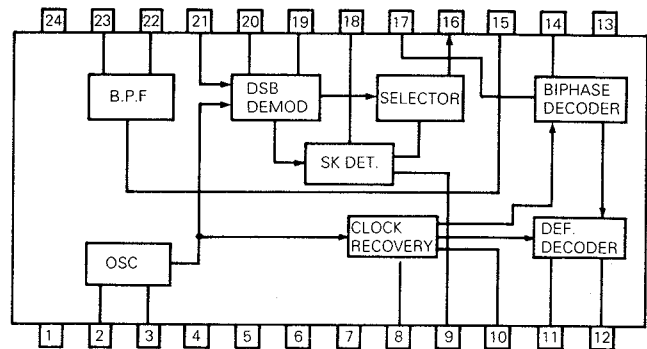 24 23 22 21 20 19 18 17 16 15 14 13
B.P.F
DSB
DEMOD
SELECTOR
BIPHASE
DECODER
SK DET.
CLOCK
RECOVERY
DEF.
DECODER
OSC
1 2 3 4 5 6 7 8 9 10 11 12